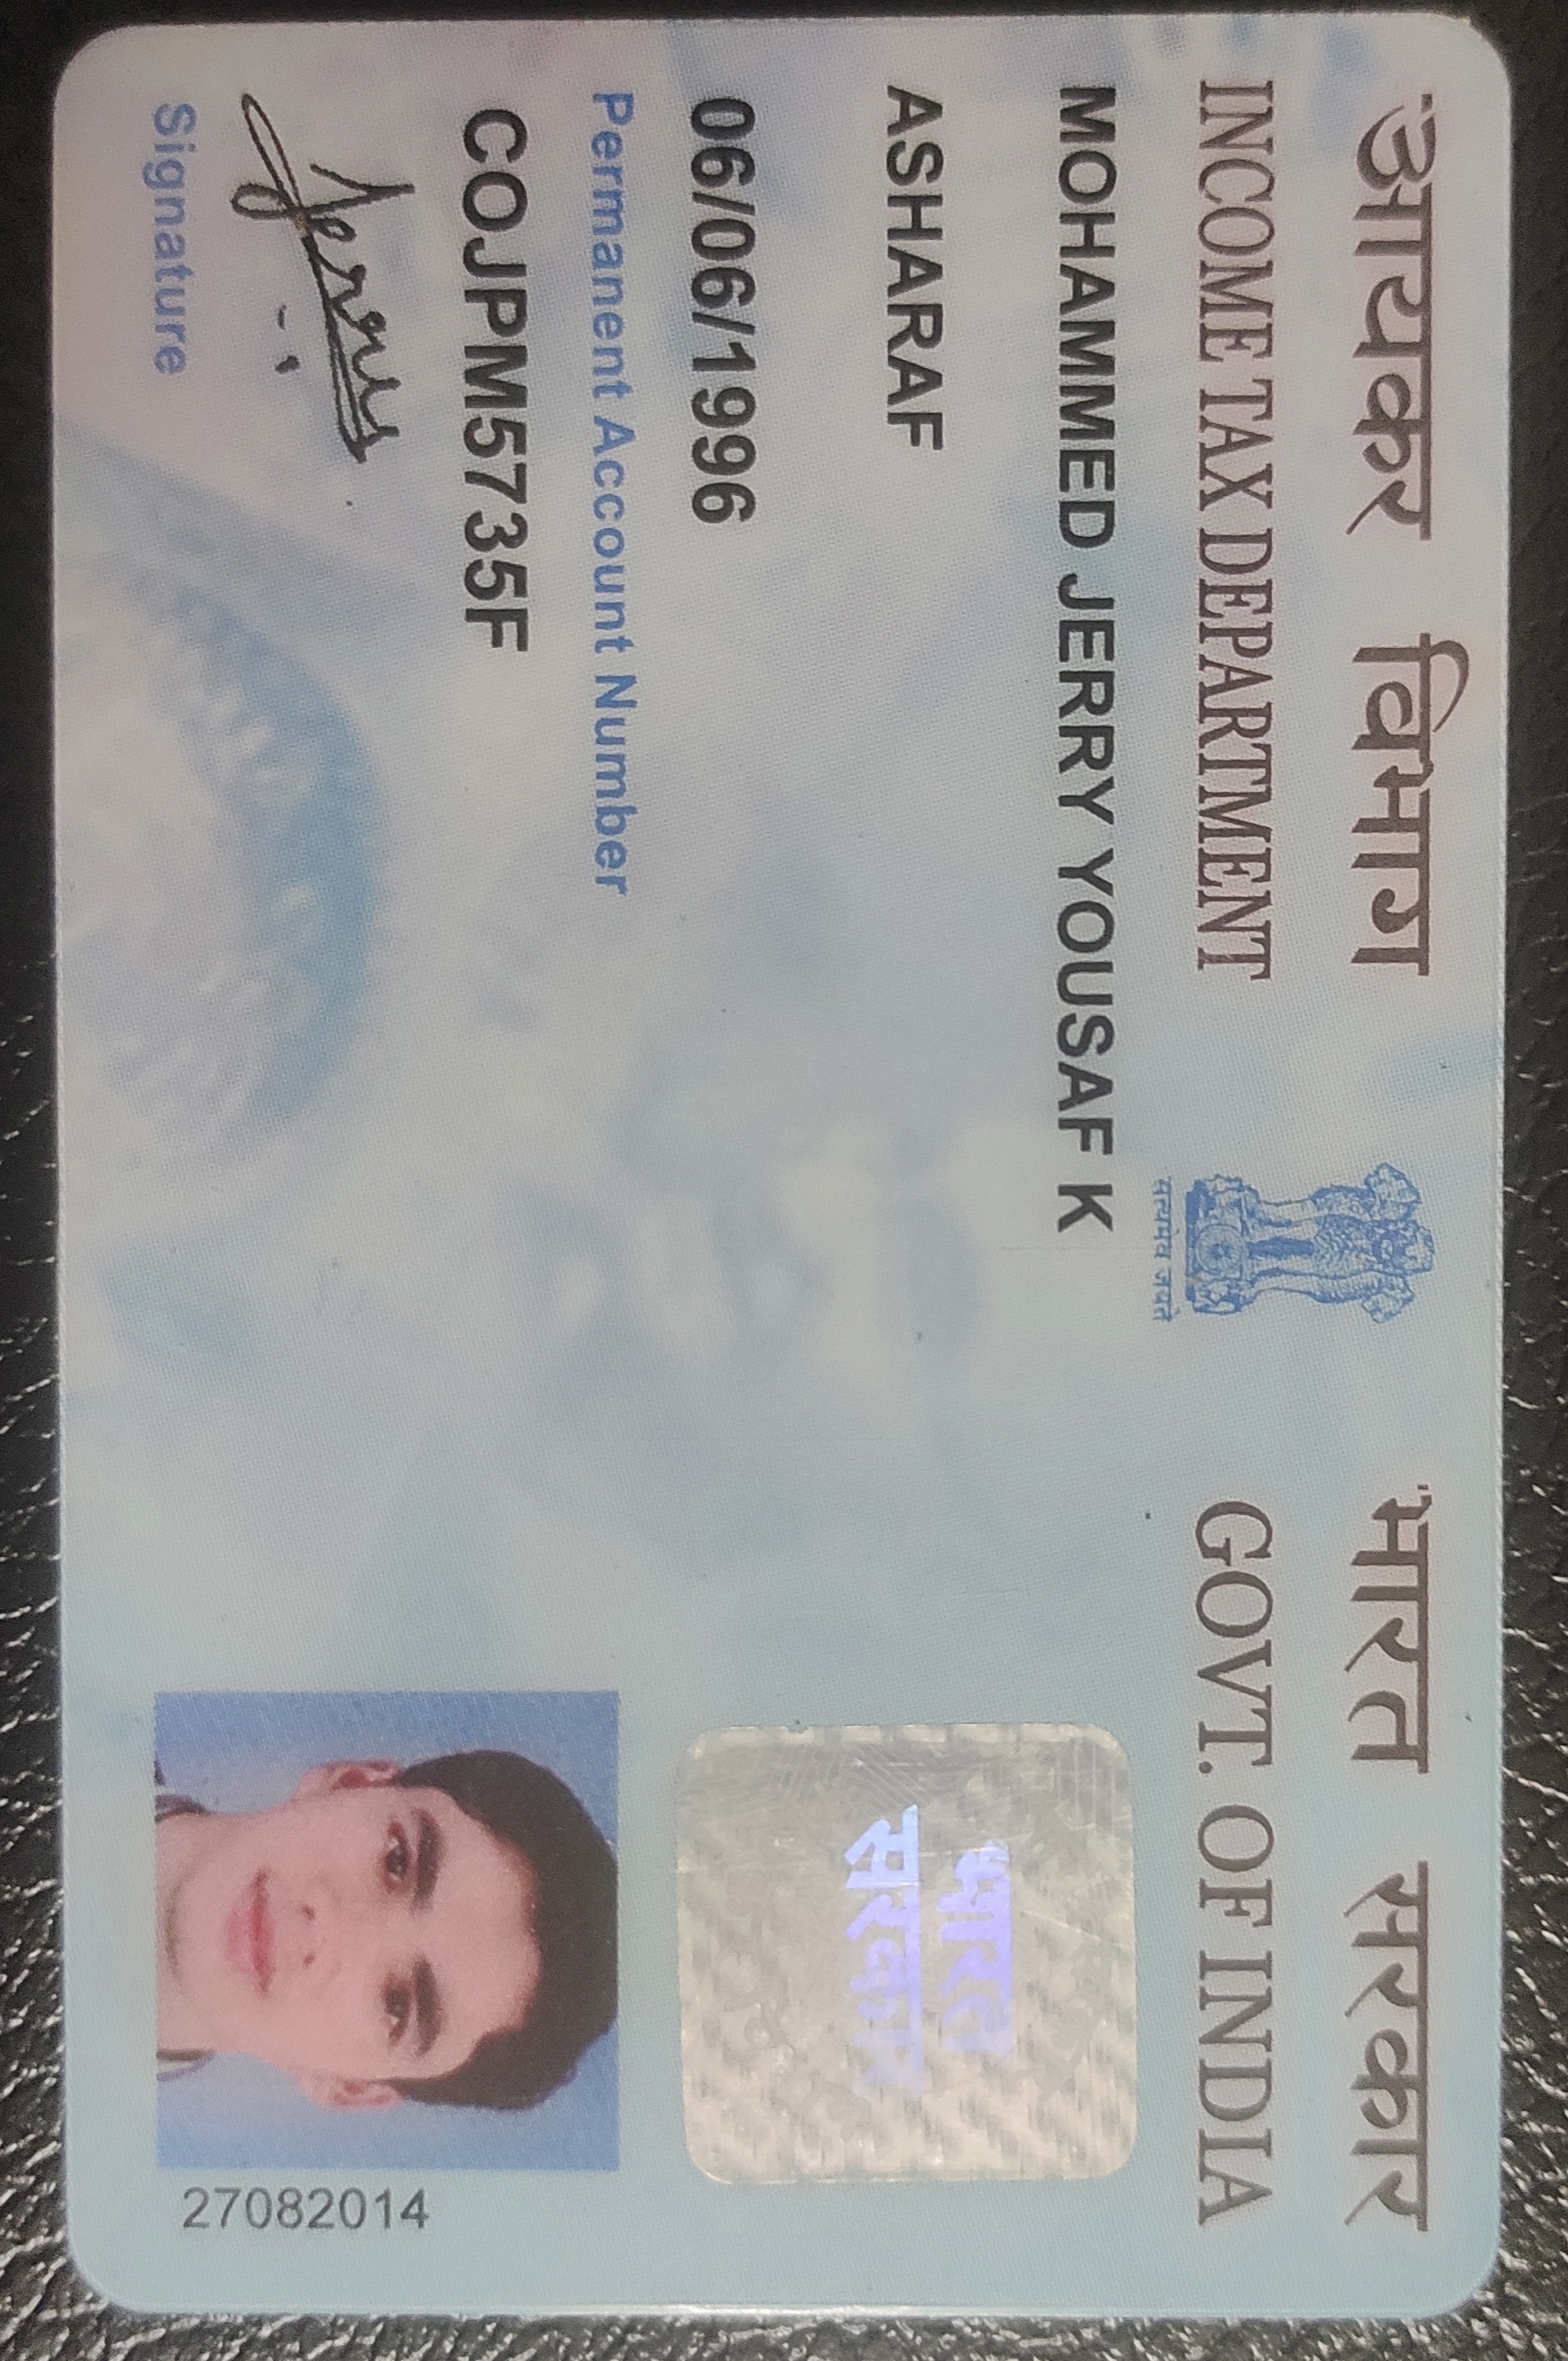 आयकर विभाग
INCOME TAX DEPARTMENT
सत्यमेव जयते
भारत सरकार
GOVT. OF INDIA
MOHAMMED JERRY YOUSAF K
ASHARAF
06/06/1996
Permanent Account Number
COJPM5735F
Jerry
Signature
भारत
सरकार
27082014